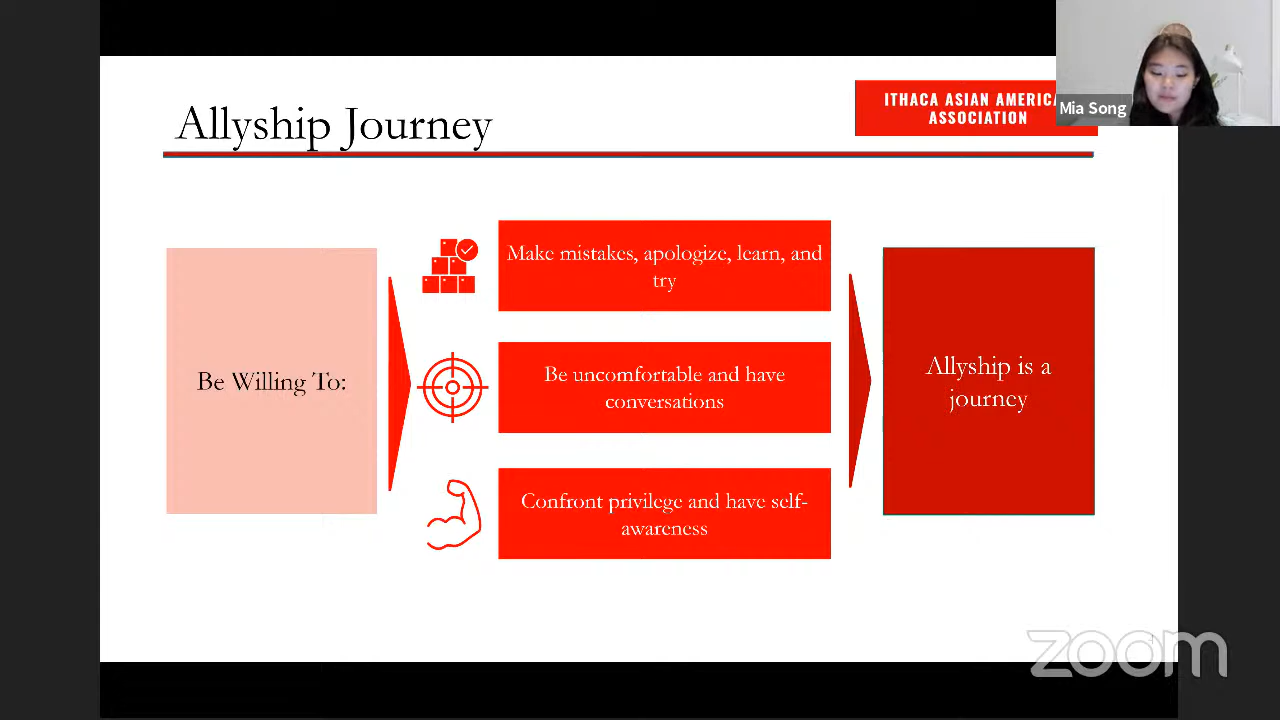 Allyship Journey
ITHACA ASIAN AMERICA
ASSOCIATION
Mia Song
Be Willing To:
Make mistakes, apologize, learn, and
try
Be uncomfortable and have
conversations
Confront privilege and have self-
awareness
Allyship is a
journey
zoom